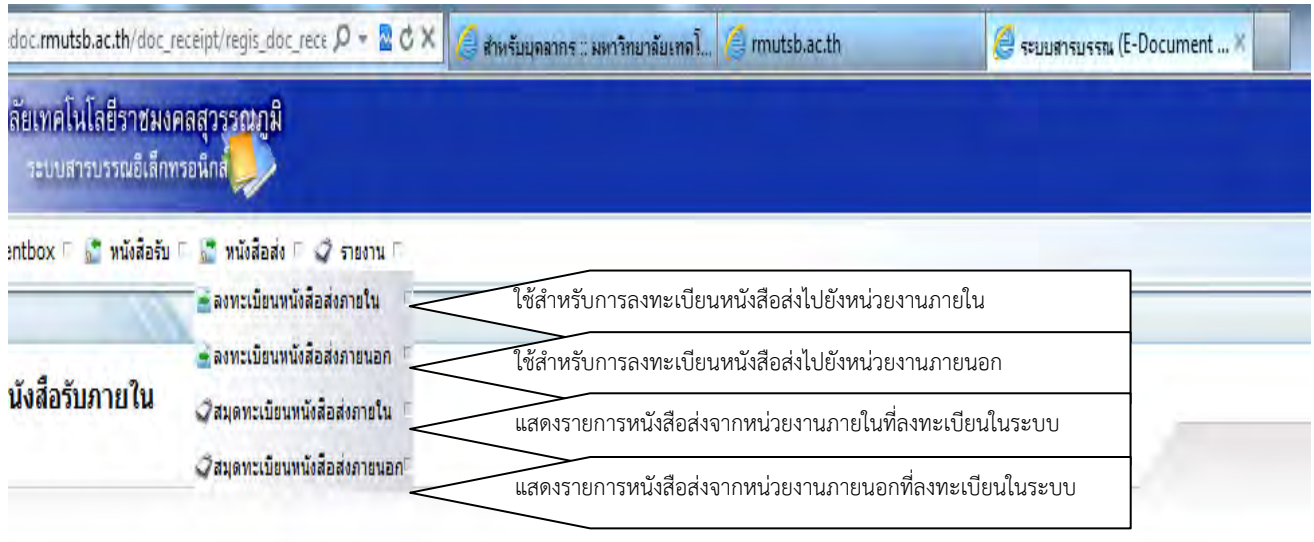 doc.rmutsb.ac.th/doc_receipt/regis_doc_rece
สำหรับบุคลากร :: มหาวิทยาลัยเทคโ...
rmutsb.ac.th
ระบบสารบรรณ (E-Document ...
ลัยเทคโนโลยีราชมงคลสุวรรณภูมิ
ระบบสารบรรณอิเล็กทรอนิกส์
entbox หนังสือรับ หนังสือส่ง รายงาน
ลงทะเบียนหนังสือส่งภายใน
ใช้สำหรับการลงทะเบียนหนังสือส่งไปยังหน่วยงานภายใน
ลงทะเบียนหนังสือส่งภายนอก
ใช้สำหรับการลงทะเบียนหนังสือส่งไปยังหน่วยงานภายนอก
นังสือรับภายใน
สมุดทะเบียนหนังสือส่งภายใน
แสดงรายการหนังสือส่งจากหน่วยงานภายในที่ลงทะเบียนในระบบ
สมุดทะเบียนหนังสือส่งภายนอก
แสดงรายการหนังสือส่งจากหน่วยงานภายนอกที่ลงทะเบียนในระบบ